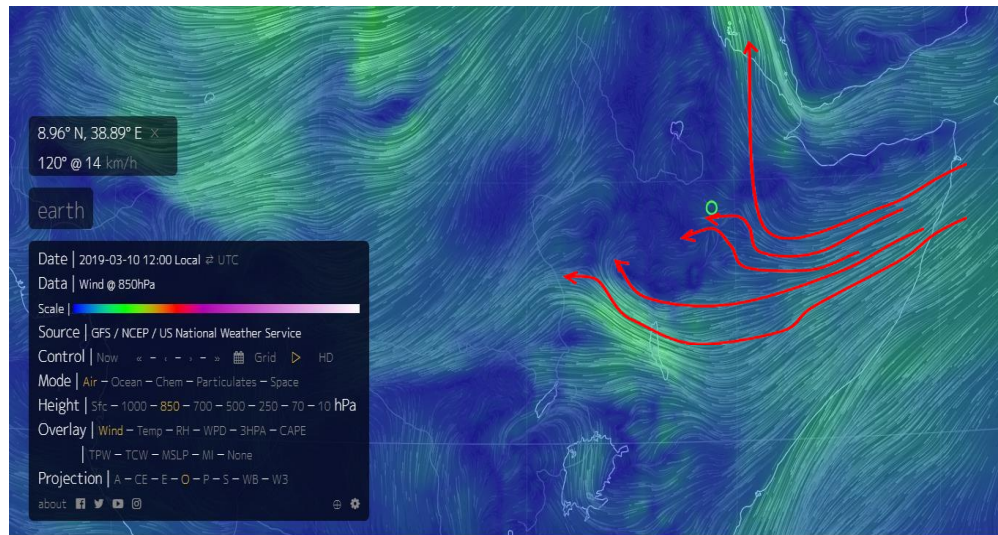 8.96° N, 38.89° E ×
120° @ 14 km/h
earth
Date | 2019-03-10 12:00 Local ⇄ UTC
Data | Wind @ 850hPa
Scale |
Source | GFS / NCEP / US National Weather Service
Control | Now « – ‹ – › – » Grid ▷ HD
Mode | Air – Ocean – Chem – Particulates – Space
Height | Sfc – 1000 – 850 – 700 – 500 – 250 – 70 – 10 hPa
Overlay | Wind – Temp – RH – WPD – 3HPA – CAPE
| TPW – TCW – MSLP – MI – None
Projection | A – CE – E – O – P – S – WB – W3
about